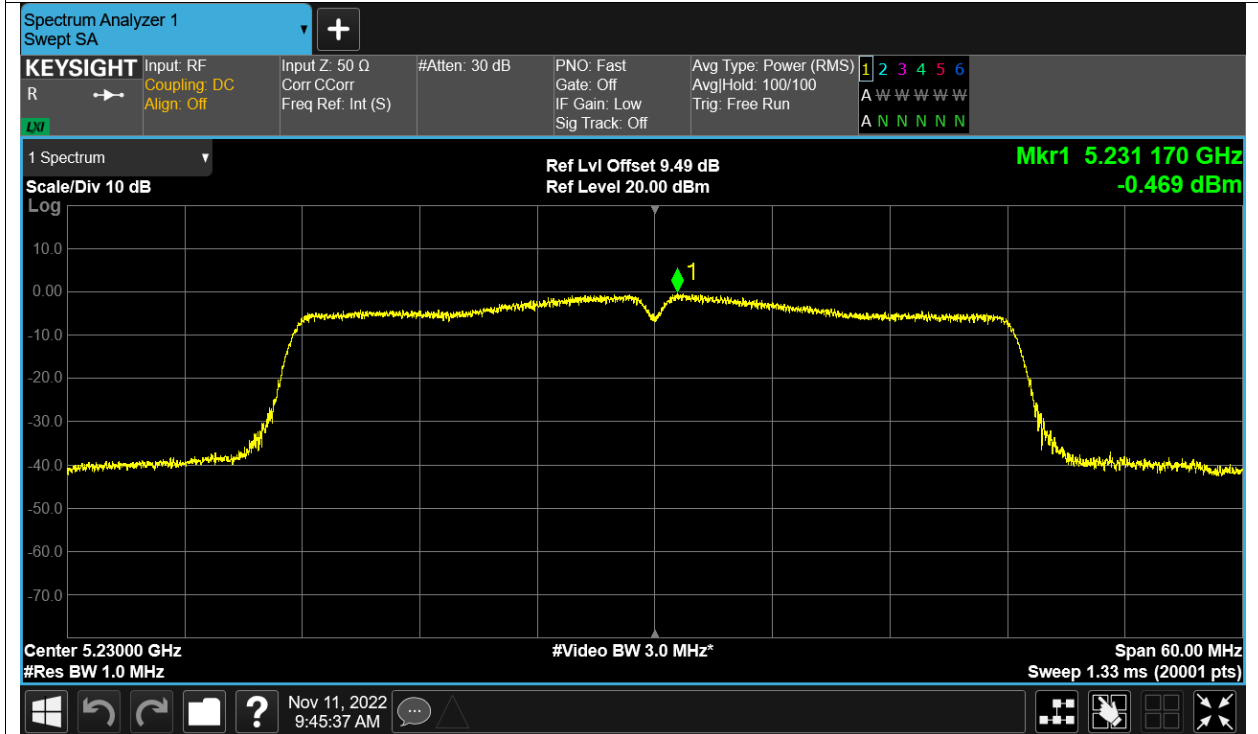 Spectrum Analyzer 1
Swept SA
▼
+
KEYSIGHT
R
LXI
Input: RF
Coupling: DC
Align: Off
Input Z: 50 Ω
Corr CCorr
Freq Ref: Int (S)
#Atten: 30 dB
PNO: Fast
Gate: Off
IF Gain: Low
Sig Track: Off
Avg Type: Power (RMS)
Avg|Hold: 100/100
Trig: Free Run
1 2 3 4 5 6
A W W W W W
A N N N N N
1 Spectrum ▼
Scale/Div 10 dB
Log
Ref Lvl Offset 9.49 dB
Ref Level 20.00 dBm
Mkr1 5.231 170 GHz
-0.469 dBm
10.0
0.00
-10.0
-20.0
-30.0
-40.0
-50.0
-60.0
-70.0
1
Center 5.23000 GHz
#Res BW 1.0 MHz
#Video BW 3.0 MHz*
Span 60.00 MHz
Sweep 1.33 ms (20001 pts)
?
Nov 11, 2022
9:45:37 AM